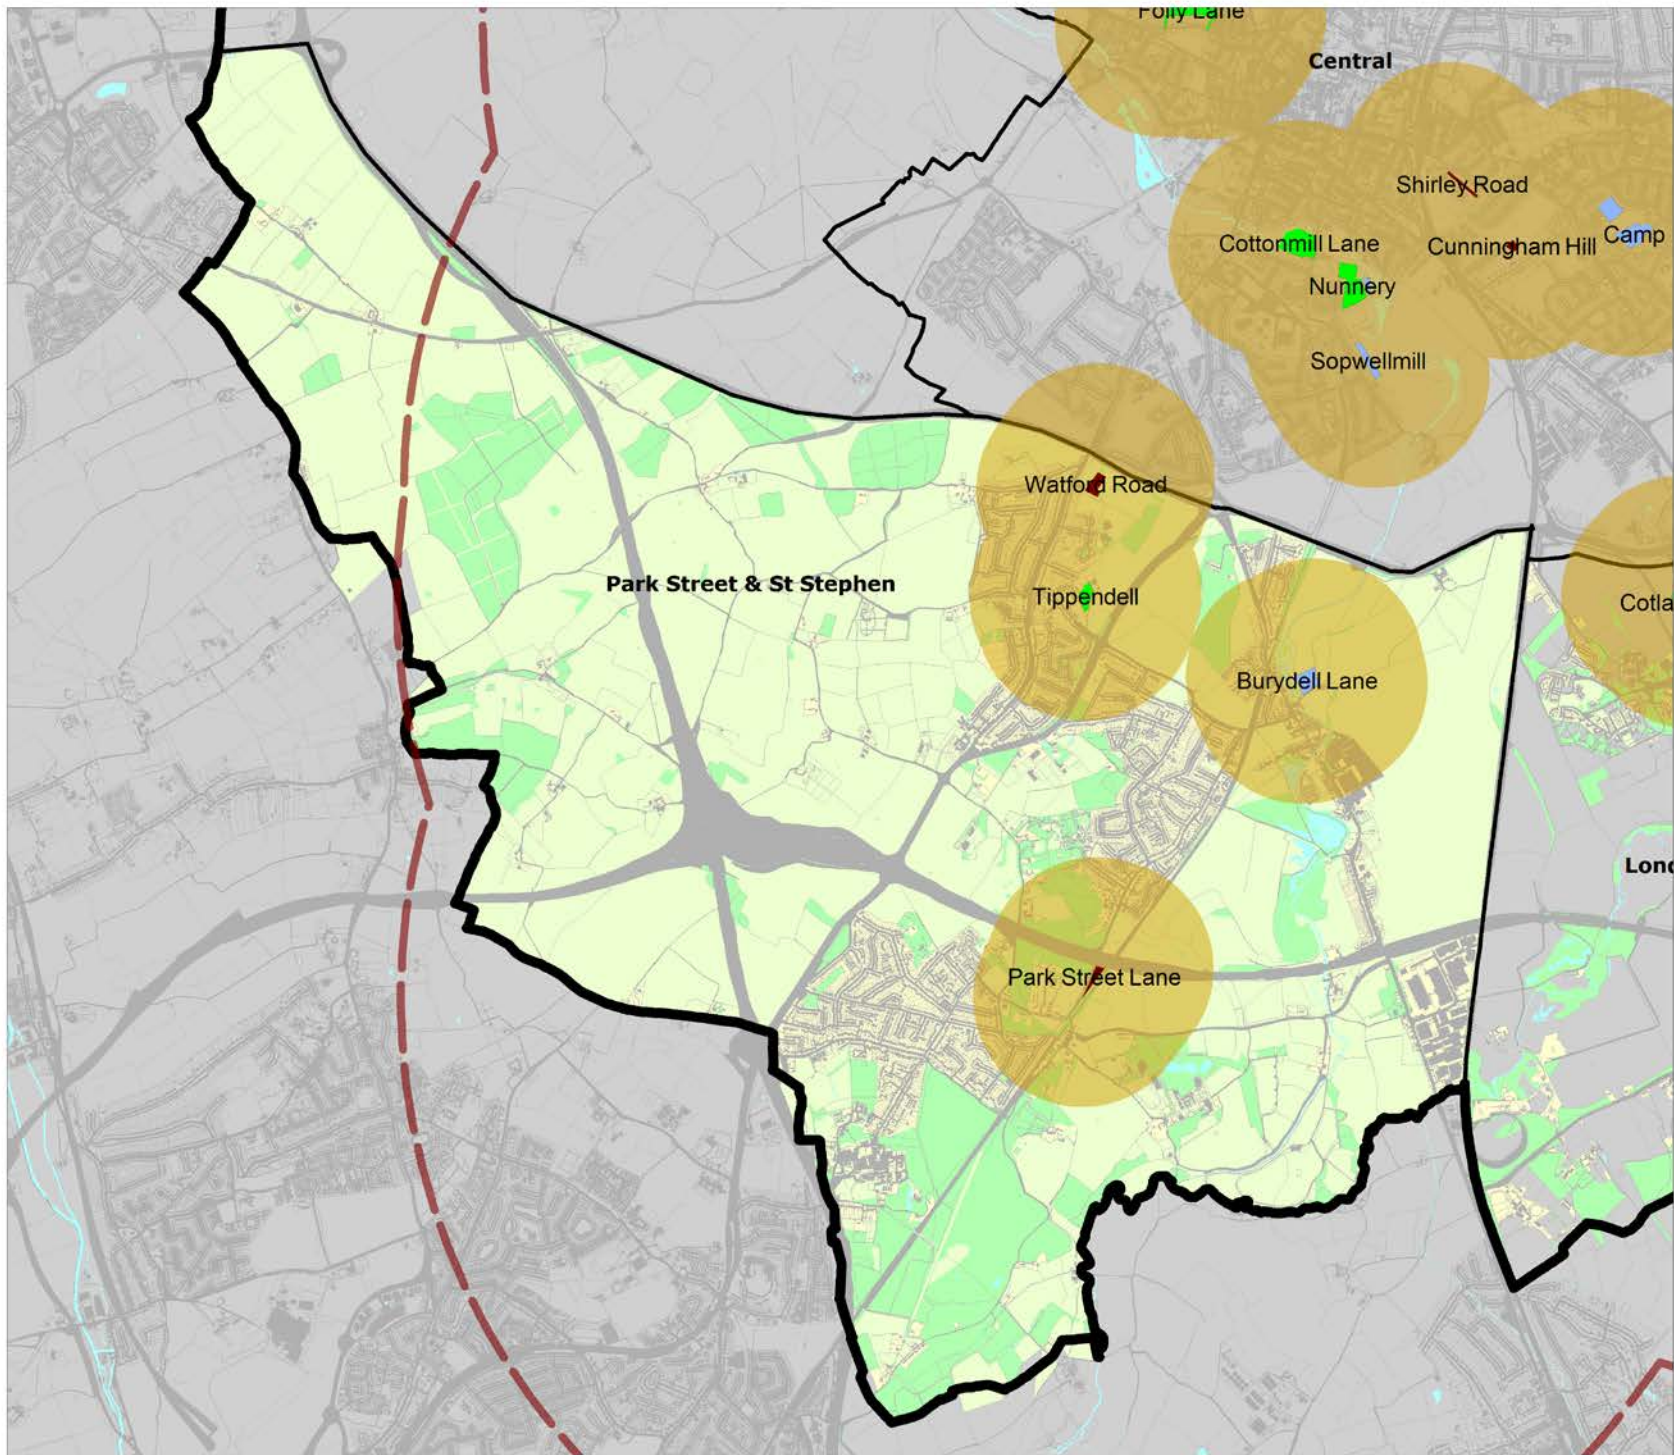 Folly Lane
Central
Shirley Road
Cottonmill Lane
Cunningham Hill
Camp
Nunnery
Sopwellmill
Watford Road
Park Street & St Stephen
Tippendell
Cotla
Burydell Lane
Lond
Park Street Lane